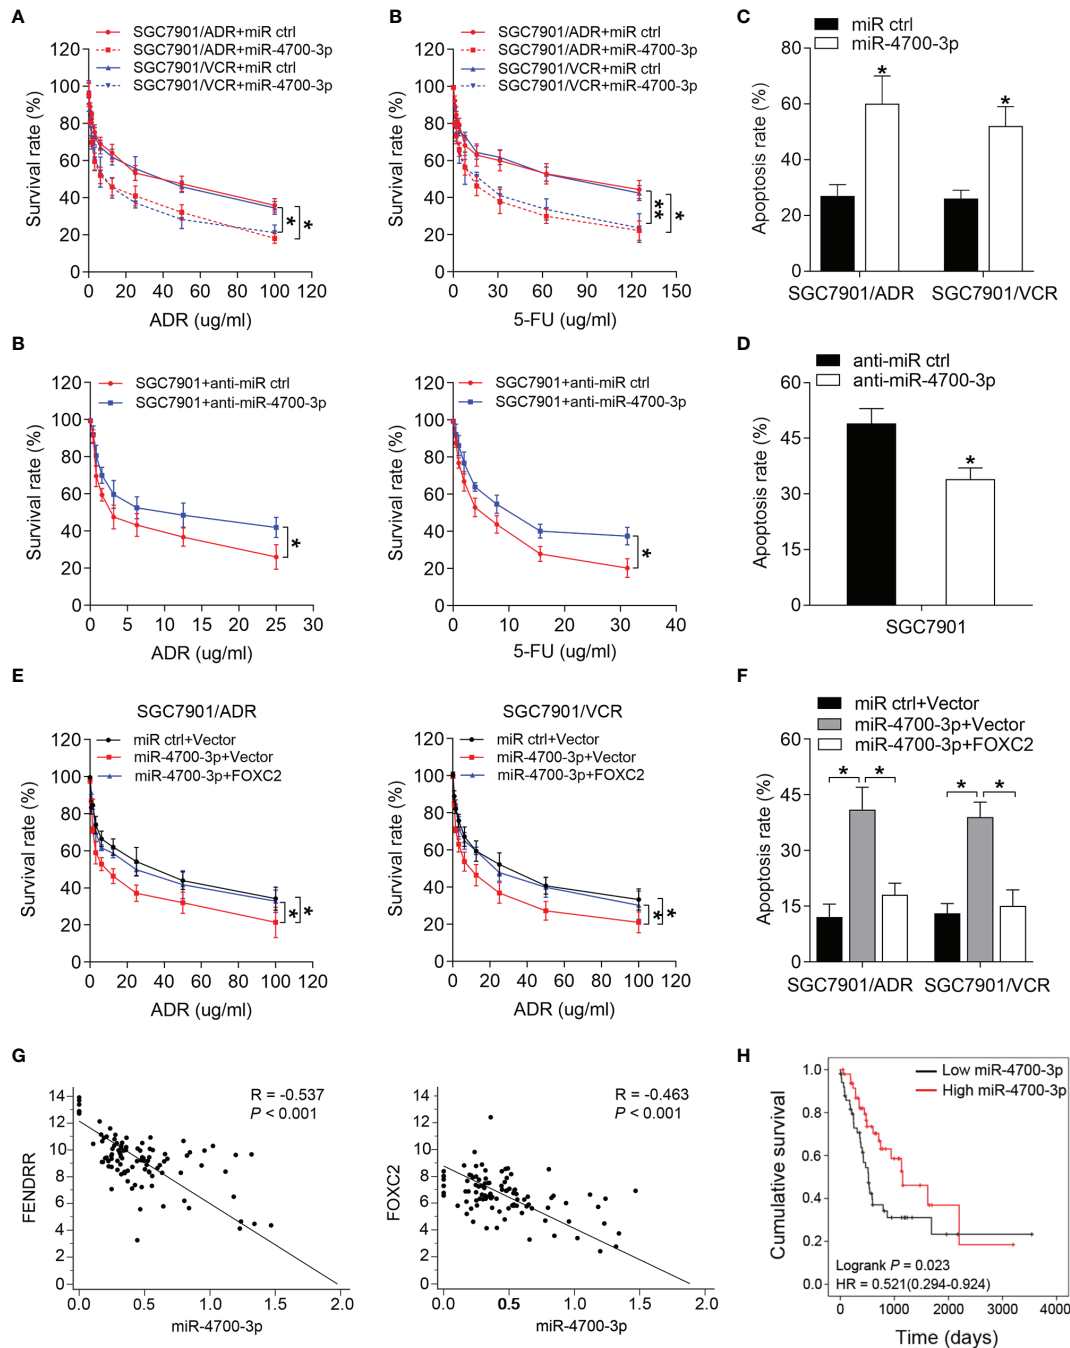 A
SGC7901/ADR+miR ctrl
SGC7901/ADR+miR-4700-3p
SGC7901/VCR+miR ctrl
SGC7901/VCR+miR-4700-3p
Survival rate (%)
120
100
80
60
40
20
0
* *
0 20 40 60 80 100 120
ADR (ug/ml)
B
SGC7901/ADR+miR ctrl
SGC7901/ADR+miR-4700-3p
SGC7901/VCR+miR ctrl
SGC7901/VCR+miR-4700-3p
Survival rate (%)
120
100
80
60
40
20
0
** *
0 30 60 90 120 150
5-FU (ug/ml)
C
miR ctrl
miR-4700-3p
Apoptosis rate (%)
80
60
40
20
0
* *
SGC7901/ADR SGC7901/VCR
B
SGC7901+anti-miR ctrl
SGC7901+anti-miR-4700-3p
Survival rate (%)
120
100
80
60
40
20
0
*
0 5 10 15 20 25 30
ADR (ug/ml)
SGC7901+anti-miR ctrl
SGC7901+anti-miR-4700-3p
Survival rate (%)
120
100
80
60
40
20
0
*
0 10 20 30 40
5-FU (ug/ml)
D
anti-miR ctrl
anti-miR-4700-3p
Apoptosis rate (%)
60
45
30
15
0
*
SGC7901
E
SGC7901/ADR
miR ctrl+Vector
miR-4700-3p+Vector
miR-4700-3p+FOXC2
Survival rate (%)
120
100
80
60
40
20
0
* *
0 20 40 60 80 100 120
ADR (ug/ml)
SGC7901/VCR
miR ctrl+Vector
miR-4700-3p+Vector
miR-4700-3p+FOXC2
Survival rate (%)
120
100
80
60
40
20
0
* *
0 20 40 60 80 100 120
ADR (ug/ml)
F
miR ctrl+Vector
miR-4700-3p+Vector
miR-4700-3p+FOXC2
Apoptosis rate (%)
60
45
30
15
0
* * * *
SGC7901/ADR SGC7901/VCR
G
R = -0.537
P < 0.001
FENDRR
14
12
10
8
6
4
2
0
0.0 0.5 1.0 1.5 2.0
miR-4700-3p
R = -0.463
P < 0.001
FOXC2
14
12
10
8
6
4
2
0
0.0 0.5 1.0 1.5 2.0
miR-4700-3p
H
Low miR-4700-3p
High miR-4700-3p
Cumulative survival
1.0
0.8
0.6
0.4
0.2
0.0
Logrank P = 0.023
HR = 0.521(0.294-0.924)
0 1000 2000 3000 4000
Time (days)